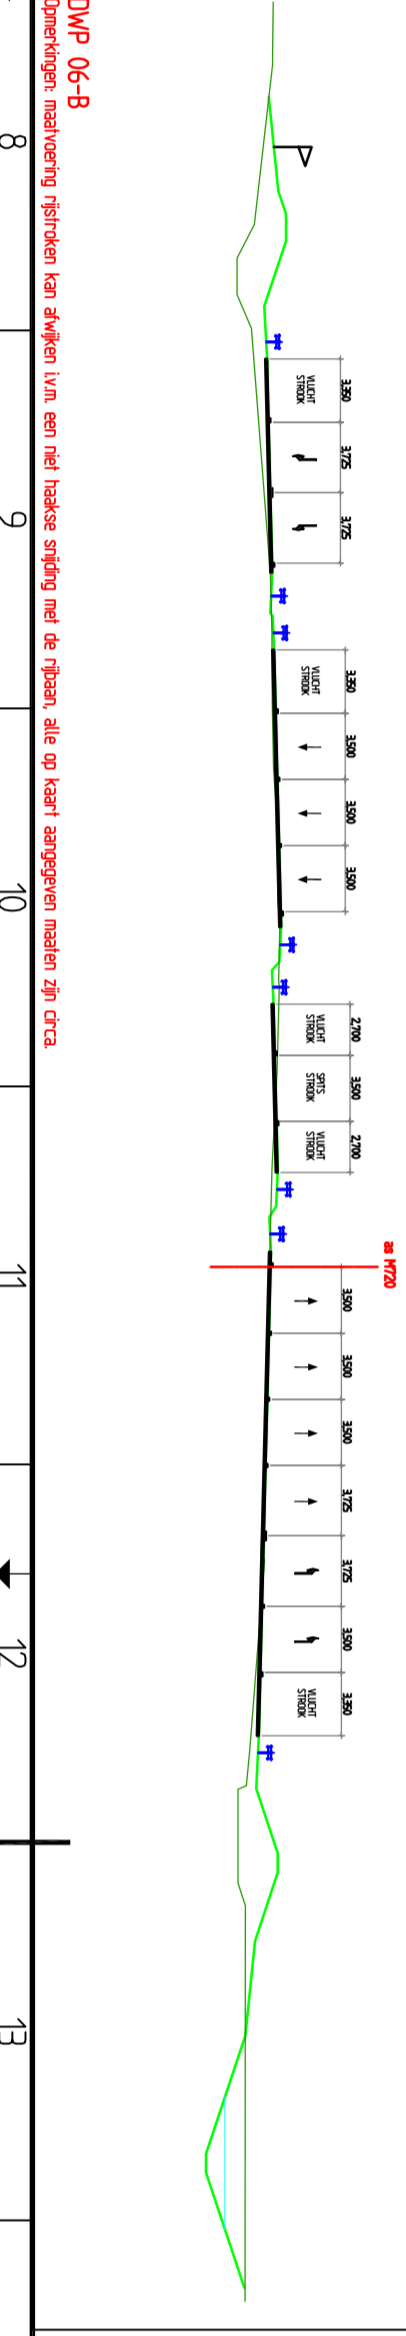 DWP 06-B
Opmerkingen: maatvoering rijstroken kan afwijken i.v.m. een niet haakse snijding met de rijbaan, alle op kaart aangegeven maaten zijn circa.
3,350
3,725
3,725
VLUCHT
STROOK
3,350
3,500
3,500
3,500
VLUCHT
STROOK
2,700
3,500
2,700
VLUCHT
STROOK
SPITS
STROOK
VLUCHT
STROOK
as M720
3,500
3,500
3,500
3,725
3,725
3,500
3,350
VLUCHT
STROOK
8
9
10
11
12
13